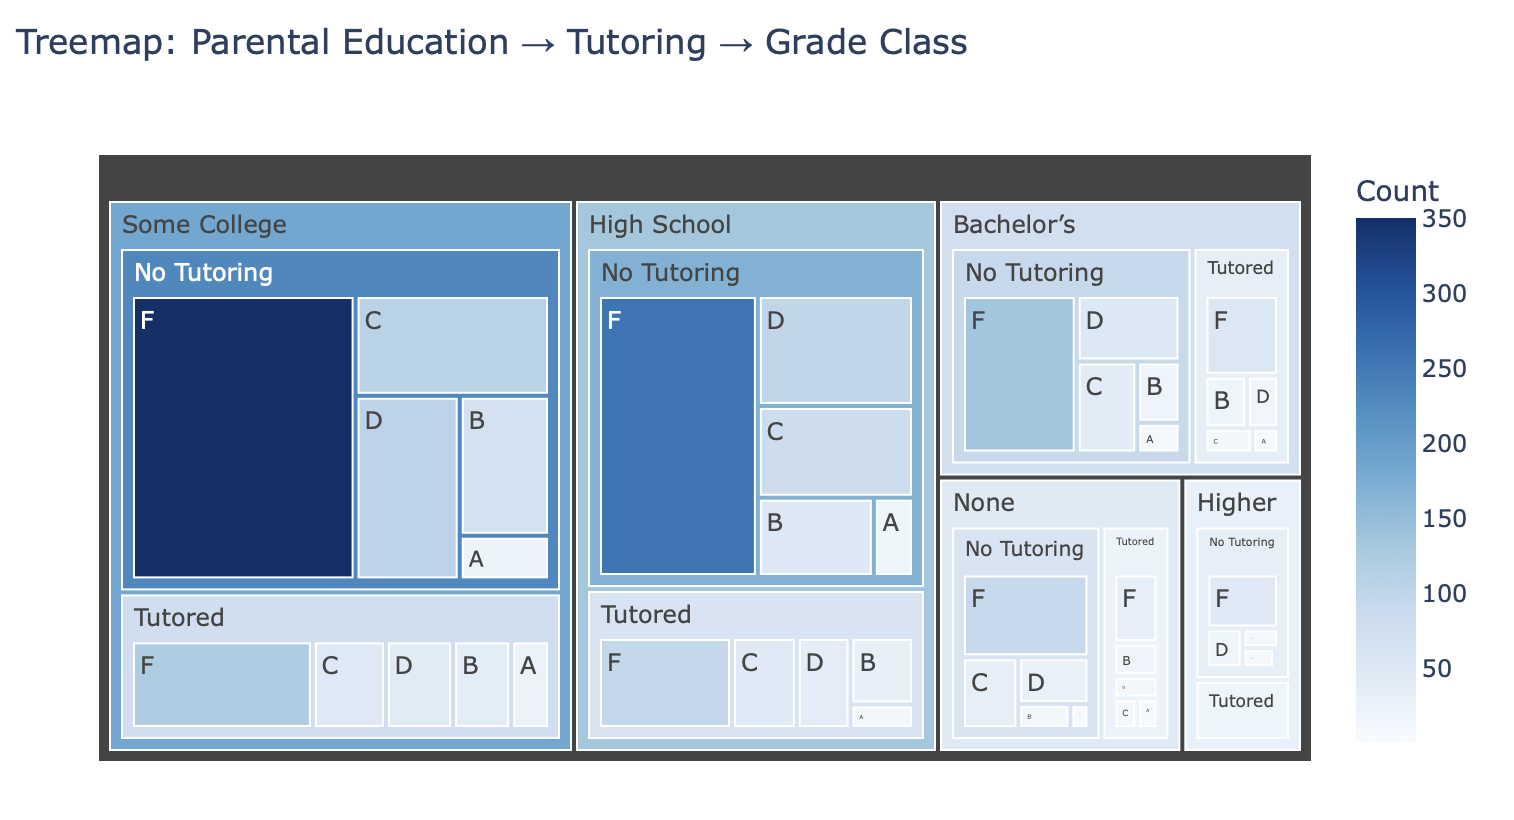 Treemap: Parental Education → Tutoring → Grade Class
Some College
No Tutoring
F
C
D
B
A
Tutored
F
C
D
B
A
High School
No Tutoring
F
D
C
B
A
Tutored
F
C
D
B
A
Bachelor’s
No Tutoring
F
D
C
B
A
Tutored
F
B
D
C
A
None
No Tutoring
F
C
D
B
Tutored
F
B
C
A
Higher
No Tutoring
F
D
Tutored
Count
350
300
250
200
150
100
50